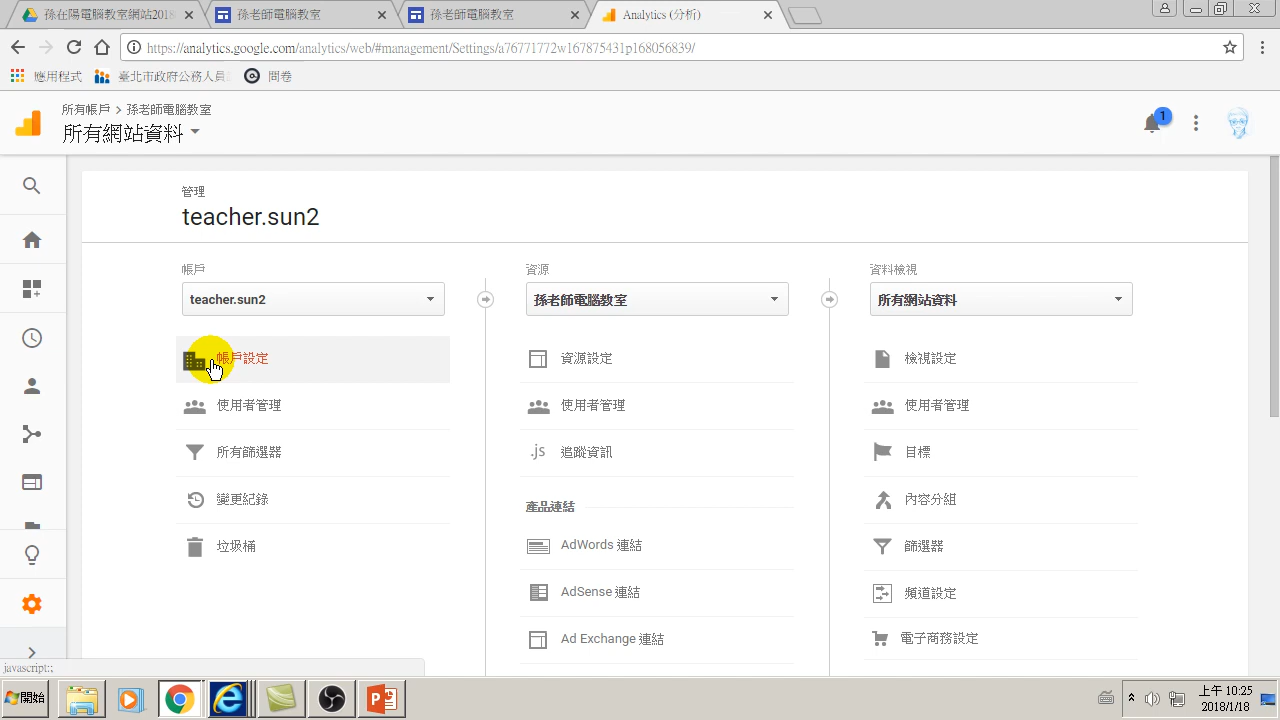 孫在陽電腦教室網站2018
孫老師電腦教室
孫老師電腦教室
Analytics (分析)
https://analytics.google.com/analytics/web/#management/Settings/a76771772w167875431p168056839/
應用程式
臺北市政府公務人員
問卷
所有帳戶 > 孫老師電腦教室
所有網站資料
1
管理
teacher.sun2
帳戶
teacher.sun2
帳戶設定
使用者管理
所有篩選器
變更紀錄
垃圾桶
資源
孫老師電腦教室
資源設定
使用者管理
.js 追蹤資訊
產品連結
AdWords 連結
AdSense 連結
Ad Exchange 連結
資料檢視
所有網站資料
檢視設定
使用者管理
目標
內容分組
篩選器
頻道設定
電子商務設定
javascript:;
開始
上午 10:25
2018/1/18